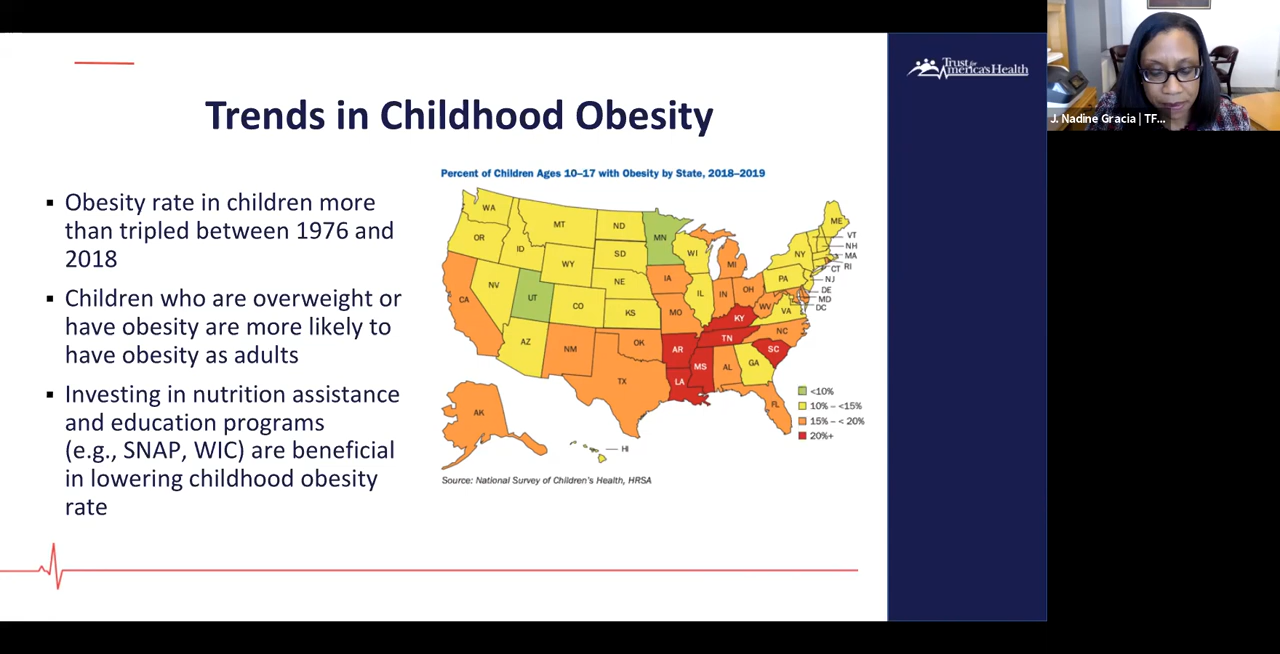 Trust for
America's Health
J. Nadine Gracia | TF...
Trends in Childhood Obesity
▪ Obesity rate in children more
than tripled between 1976 and
2018
▪ Children who are overweight or
have obesity are more likely to
have obesity as adults
▪ Investing in nutrition assistance
and education programs
(e.g., SNAP, WIC) are beneficial
in lowering childhood obesity
rate
Percent of Children Ages 10–17 with Obesity by State, 2018–2019
WA
MT
ND
MN
ME
VT
NH
MA
RI
CT
NJ
DE
MD
DC
OR
ID
SD
WI
MI
NY
WY
NE
IA
PA
NV
UT
CO
KS
IL
IN
OH
WV
VA
CA
MO
KY
NC
AZ
NM
OK
AR
TN
SC
TX
LA
MS
AL
GA
FL
AK
HI
<10%
10% – <15%
15% – < 20%
20%+
Source: National Survey of Children's Health, HRSA